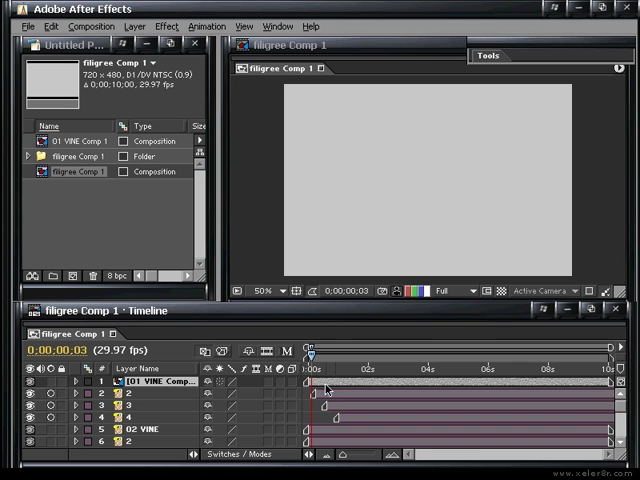 Adobe After Effects
File Edit Composition Layer Effect Animation View Window Help
Untitled P...
filigree Comp 1
720 x 480, D1/DV NTSC (0.9)
Δ 0;00;10;00, 29.97 fps
Name Type Size
01 VINE Comp 1 Composition
filigree Comp 1 Folder
filigree Comp 1 Composition
8 bpc
filigree Comp 1
Tools
filigree Comp 1
50% 0;00;00;03 Full Active Camera
filigree Comp 1 · Timeline
filigree Comp 1
0;00;00;03 (29.97 fps) M
# Layer Name :00s 02s 04s 06s 08s 10s
1 [01 VINE Comp...
2 2
3 3
4 4
5 02 VINE
6 2
Switches / Modes
www.xeler8r.com